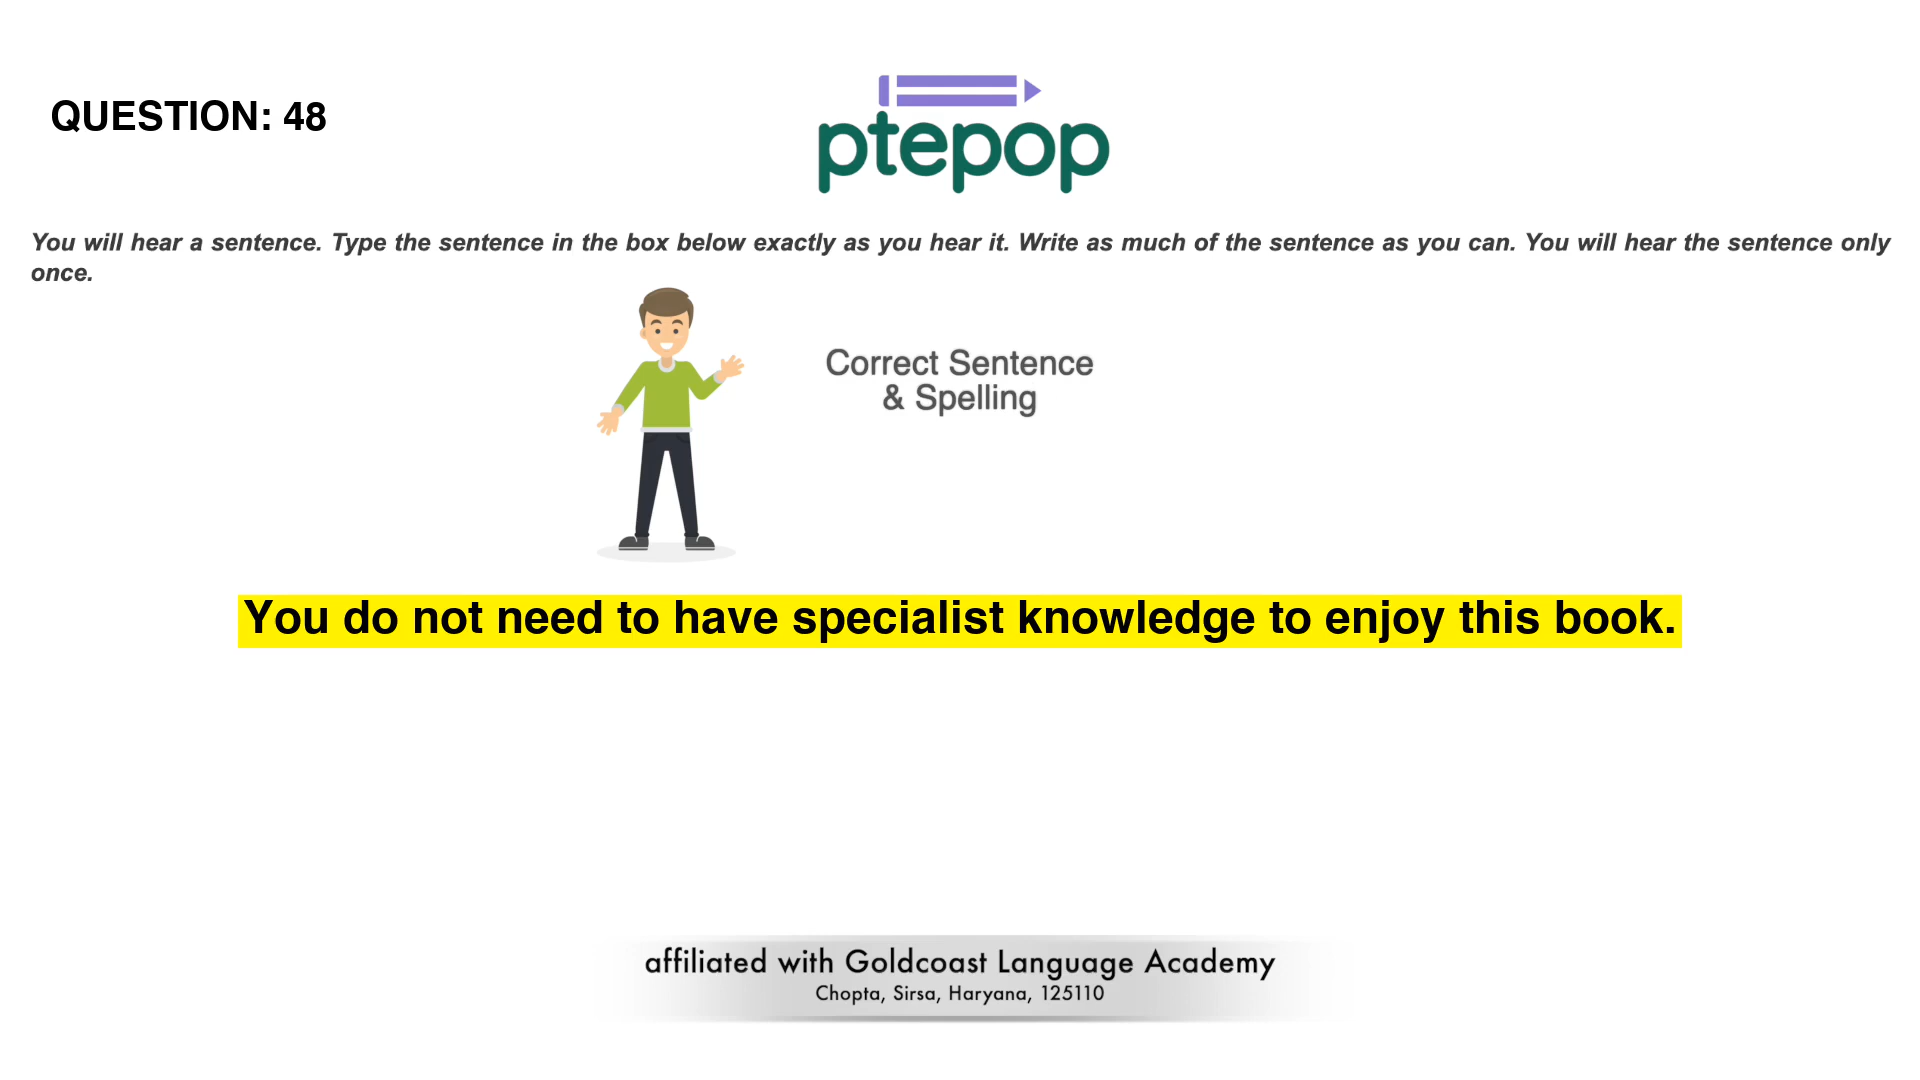 QUESTION: 48
ptepop
You will hear a sentence. Type the sentence in the box below exactly as you hear it. Write as much of the sentence as you can. You will hear the sentence only
once.
Correct Sentence
& Spelling
You do not need to have specialist knowledge to enjoy this book.
affiliated with Goldcoast Language Academy
Chopta, Sirsa, Haryana, 125110